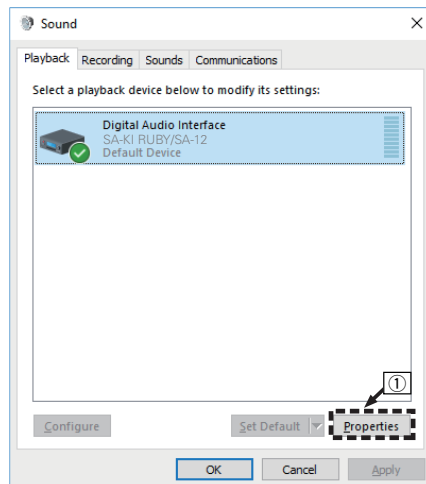 Sound
Playback Recording Sounds Communications
Select a playback device below to modify its settings:
Digital Audio Interface
SA-KI RUBY/SA-12
Default Device
①
Configure Set Default Properties
OK Cancel Apply